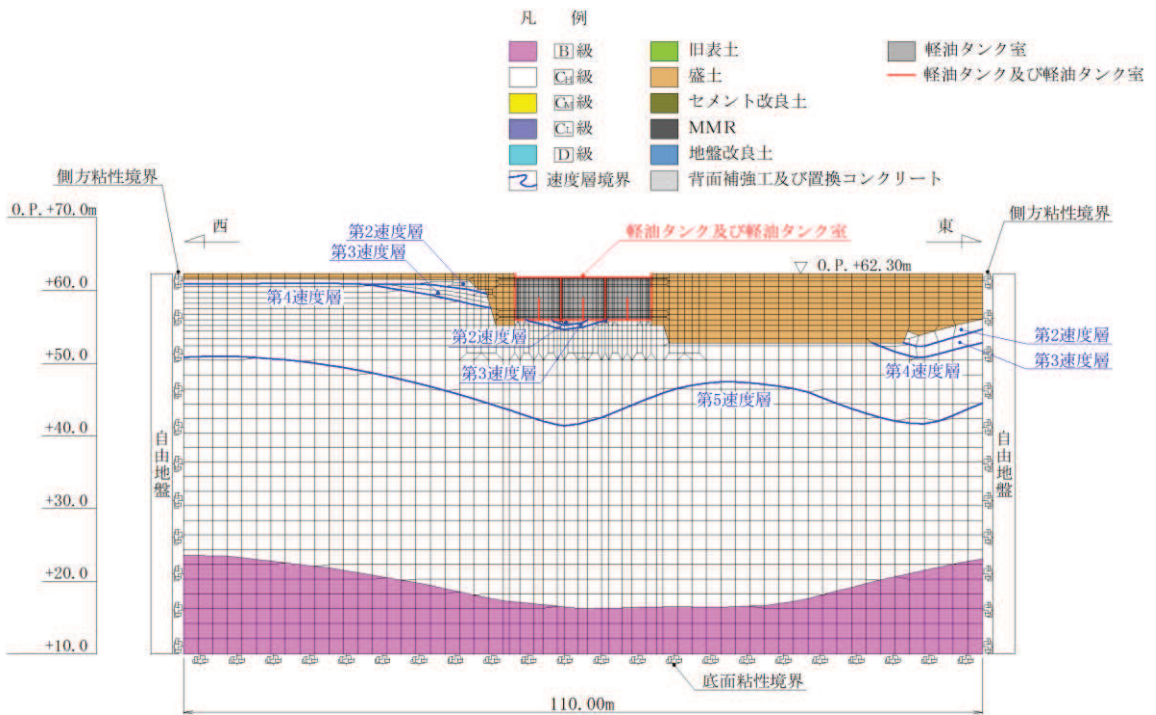 凡 例
B級
CH級
CM級
CL級
D級
速度層境界
旧表土
盛土
セメント改良土
MMR
地盤改良土
背面補強工及び置換コンクリート
軽油タンク室
軽油タンク及び軽油タンク室
側方粘性境界
側方粘性境界
O.P.+70.0m
西
東
第2速度層
第3速度層
第4速度層
軽油タンク及び軽油タンク室
O.P.+62.30m
+60.0
第2速度層
第3速度層
第2速度層
第3速度層
第4速度層
+50.0
第5速度層
+40.0
自由地盤
自由地盤
+30.0
+20.0
+10.0
底面粘性境界
110.00m